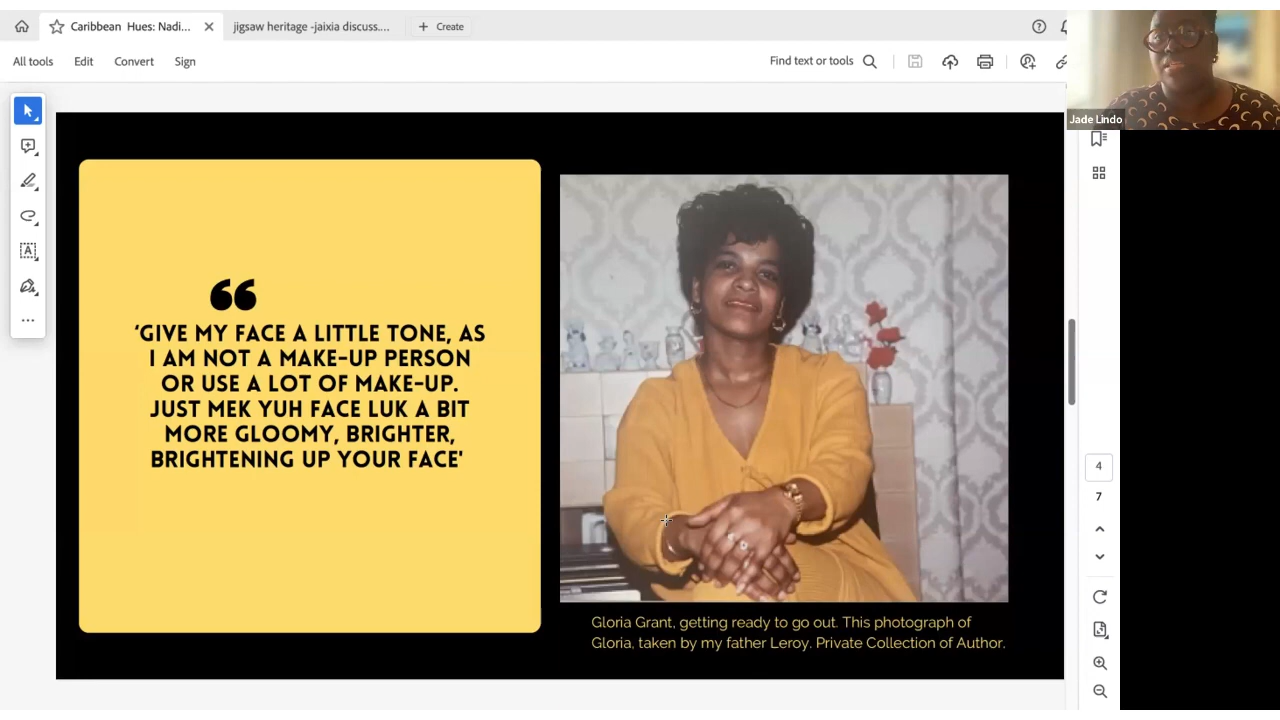 Caribbean  Hues: Nadi...
jigsaw heritage -jaixia discuss....
Create
All tools
Edit
Convert
Sign
Find text or tools
Jade Lindo
‘GIVE MY FACE A LITTLE TONE, AS
I AM NOT A MAKE-UP PERSON
OR USE A LOT OF MAKE-UP.
JUST MEK YUH FACE LUK A BIT
MORE GLOOMY, BRIGHTER,
BRIGHTENING UP YOUR FACE'
Gloria Grant, getting ready to go out. This photograph of
Gloria, taken by my father Leroy. Private Collection of Author.
4
7